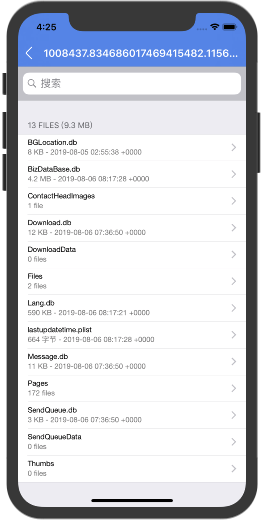 4:25
1008437.834686017469415482.1156...
搜索
13 FILES (9.3 MB)
BGLocation.db
8 KB - 2019-08-05 02:55:38 +0000
BizDataBase.db
4.2 MB - 2019-08-06 08:17:28 +0000
ContactHeadImages
1 file
Download.db
12 KB - 2019-08-06 07:36:50 +0000
DownloadData
0 files
Files
2 files
Lang.db
590 KB - 2019-08-06 08:17:21 +0000
lastupdatetime.plist
664 字节 - 2019-08-06 08:17:28 +0000
Message.db
11 KB - 2019-08-06 07:36:50 +0000
Pages
172 files
SendQueue.db
3 KB - 2019-08-06 07:36:50 +0000
SendQueueData
0 files
Thumbs
0 files